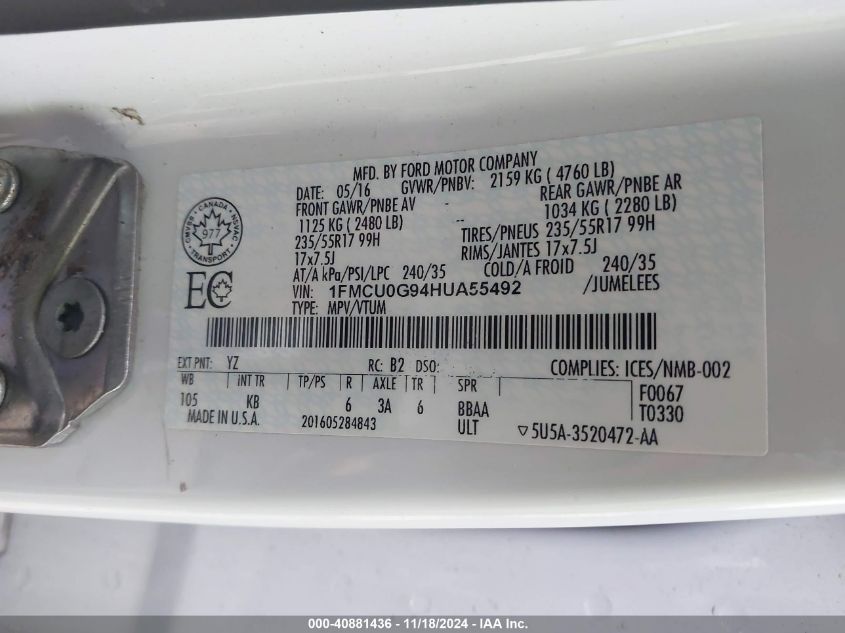 MFD. BY FORD MOTOR COMPANY
DATE: 05/16 GVWR/PNBV: 2159 KG ( 4760 LB)
FRONT GAWR/PNBE AV -- REAR GAWR/PNBE AR
1125 KG ( 2480 LB) 1034 KG ( 2280 LB)
235/55R17 99H TIRES/PNEUS 235/55R17 99H
17x7.5J RIMS/JANTES 17x7.5J
AT/A kPa/PSI/LPC 240/35 COLD/A FROID 240/35
VIN: 1FMCU0G94HUA55492 /JUMELEES
TYPE: MPV/VTUM
CANADA
977
TRANSPORT
EC
EXT PNT: YZ RC: B2 DSO: COMPLIES: ICES/NMB-002
WB INT TR TP/PS R AXLE TR SPR F0067
105 KB 6 3A 6 BBAA T0330
MADE IN U.S.A. 201605284843 ULT ▽5U5A-3520472-AA
000-40881436 - 11/18/2024 - IAA Inc.